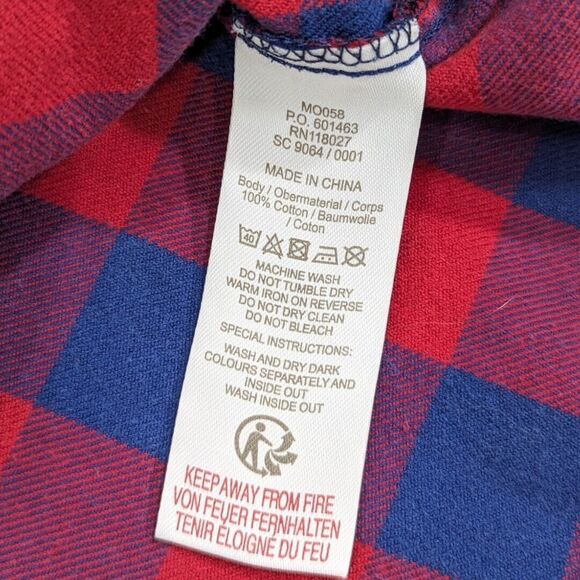 MO058
P.O. 601463
RN118027
SC 9064 / 0001
MADE IN CHINA
Body / Obermaterial / Corps
100% Cotton / Baumwolle
/ Coton
40
MACHINE WASH
DO NOT TUMBLE DRY
WARM IRON ON REVERSE
DO NOT DRY CLEAN
DO NOT BLEACH
SPECIAL INSTRUCTIONS:
WASH AND DRY DARK
COLOURS SEPARATELY AND
INSIDE OUT
WASH INSIDE OUT
KEEP AWAY FROM FIRE
VON FEUER FERNHALTEN
TENIR ÉLOIGNÉ DU FEU